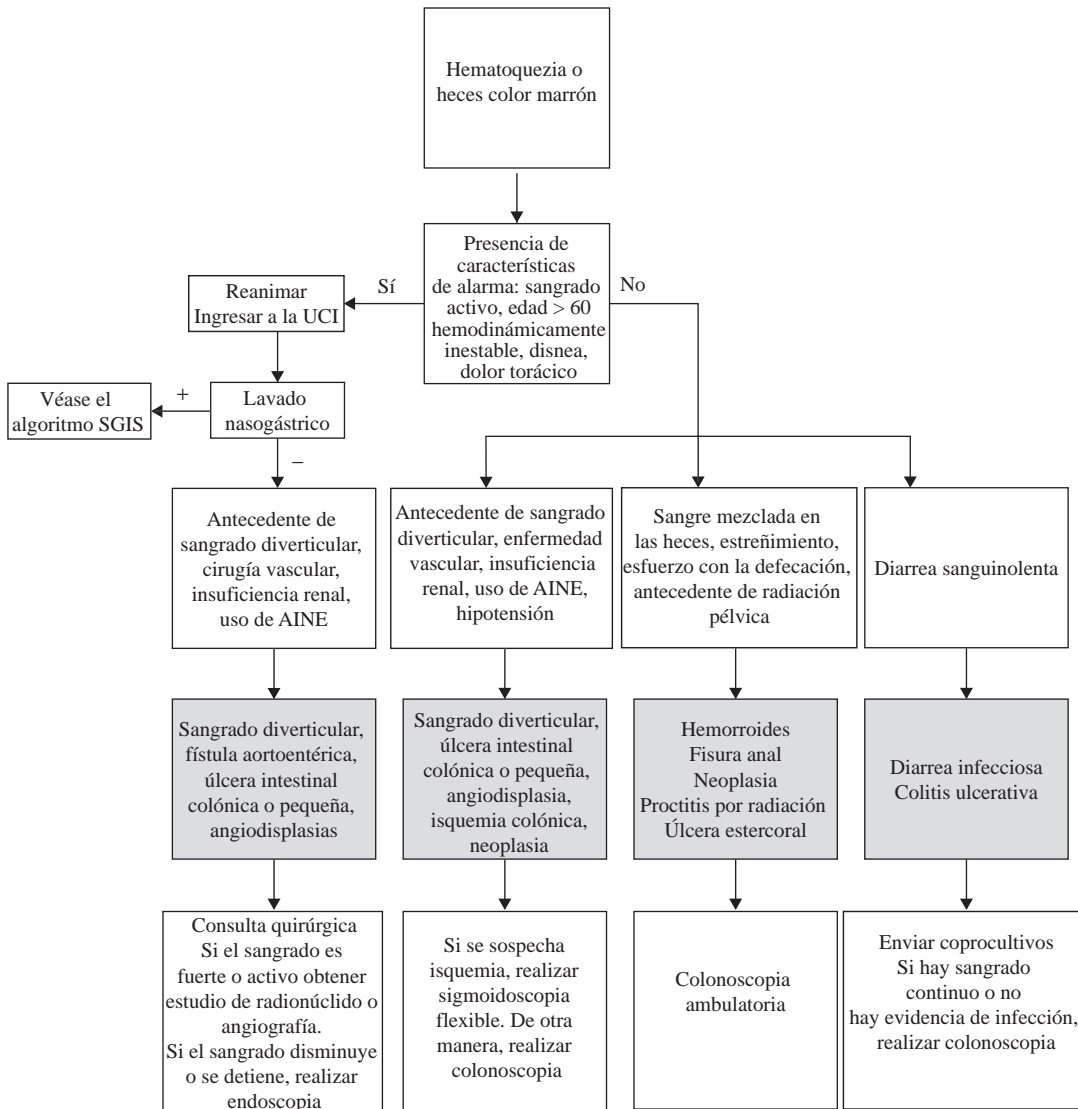 Hematoquezia o
heces color marrón
Presencia de
características
de alarma: sangrado
activo, edad > 60
hemodinámicamente
inestable, disnea,
dolor torácico
Sí
No
Reanimar
Ingresar a la UCI
Lavado
nasogástrico
+
Véase el
algoritmo SGIS
–
Antecedente de
sangrado diverticular,
cirugía vascular,
insuficiencia renal,
uso de AINE
Antecedente de sangrado
diverticular, enfermedad
vascular, insuficiencia
renal, uso de AINE,
hipotensión
Sangre mezclada en
las heces, estreñimiento,
esfuerzo con la defecación,
antecedente de radiación
pélvica
Diarrea sanguinolenta
Sangrado diverticular,
fístula aortoentérica,
úlcera intestinal
colónica o pequeña,
angiodisplasias
Sangrado diverticular,
úlcera intestinal
colónica o pequeña,
angiodisplasia,
isquemia colónica,
neoplasia
Hemorroides
Fisura anal
Neoplasia
Proctitis por radiación
Úlcera estercoral
Diarrea infecciosa
Colitis ulcerativa
Consulta quirúrgica
Si el sangrado es
fuerte o activo obtener
estudio de radionúclido o
angiografía.
Si el sangrado disminuye
o se detiene, realizar
endoscopia
Si se sospecha
isquemia, realizar
sigmoidoscopia
flexible. De otra
manera, realizar
colonoscopia
Colonoscopia
ambulatoria
Enviar coprocultivos
Si hay sangrado
continuo o no
hay evidencia de infección,
realizar colonoscopia